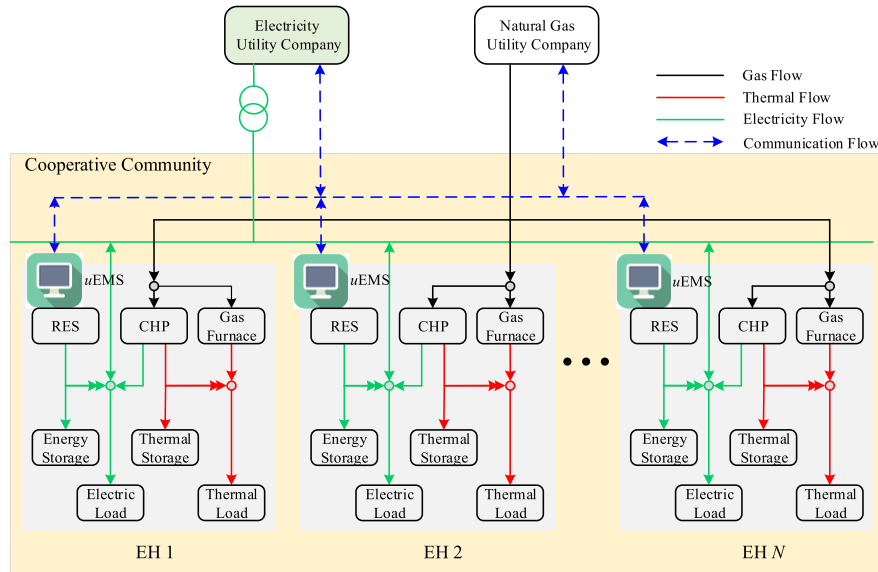 Electricity
Utility Company
Natural Gas
Utility Company
Gas Flow
Thermal Flow
Electricity Flow
Communication Flow
Cooperative Community
uEMS
RES
CHP
Gas
Furnace
Energy
Storage
Thermal
Storage
Electric
Load
Thermal
Load
EH 1
uEMS
RES
CHP
Gas
Furnace
Energy
Storage
Thermal
Storage
Electric
Load
Thermal
Load
EH 2
uEMS
RES
CHP
Gas
Furnace
Energy
Storage
Thermal
Storage
Electric
Load
Thermal
Load
EH N